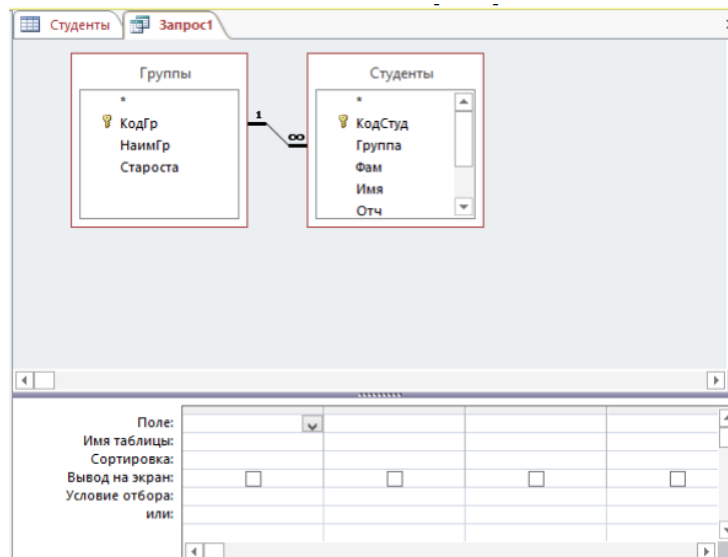 Студенты Запрос1
Группы
*
КодГр
НаимГр
Староста
1 ∞
Студенты
*
КодСтуд
Группа
Фам
Имя
Отч
Поле:
Имя таблицы:
Сортировка:
Вывод на экран:
Условие отбора:
или: